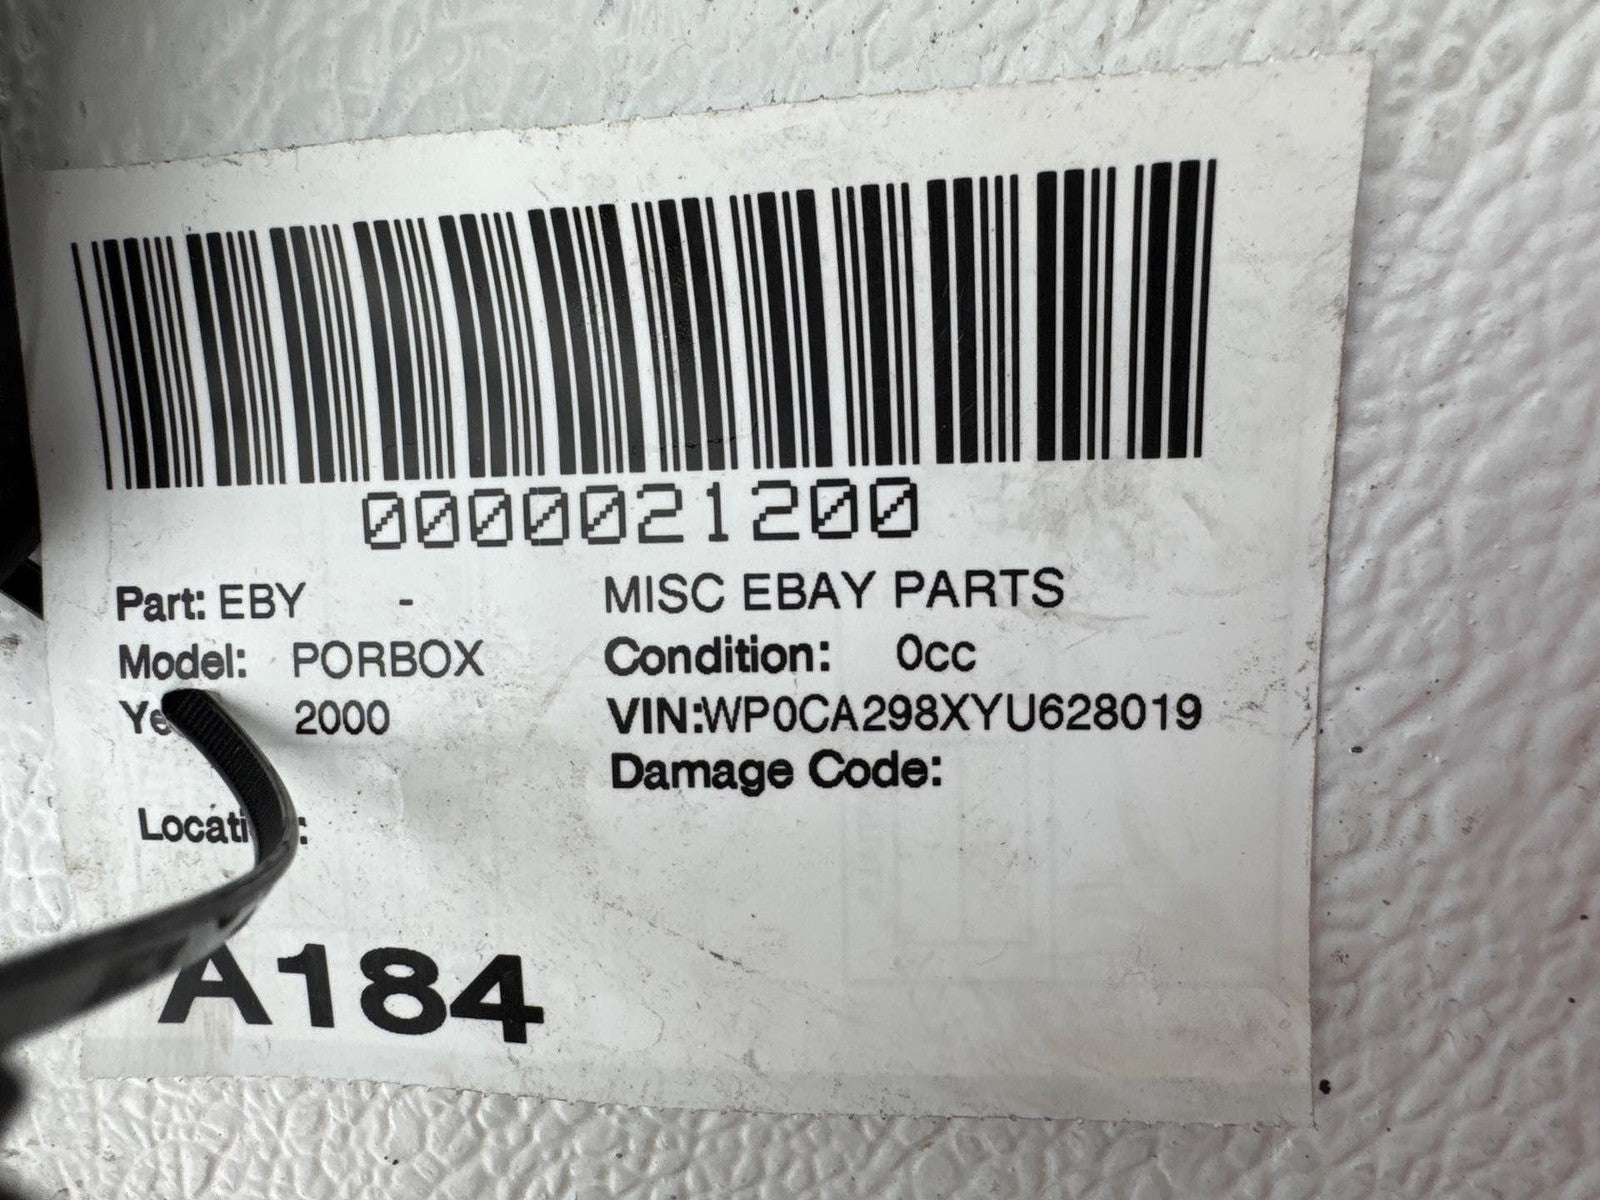 0000021200
Part: EBY - MISC EBAY PARTS
Model: PORBOX Condition: 0cc
2000 VIN:WP0CA298XYU628019
Damage Code:
A184